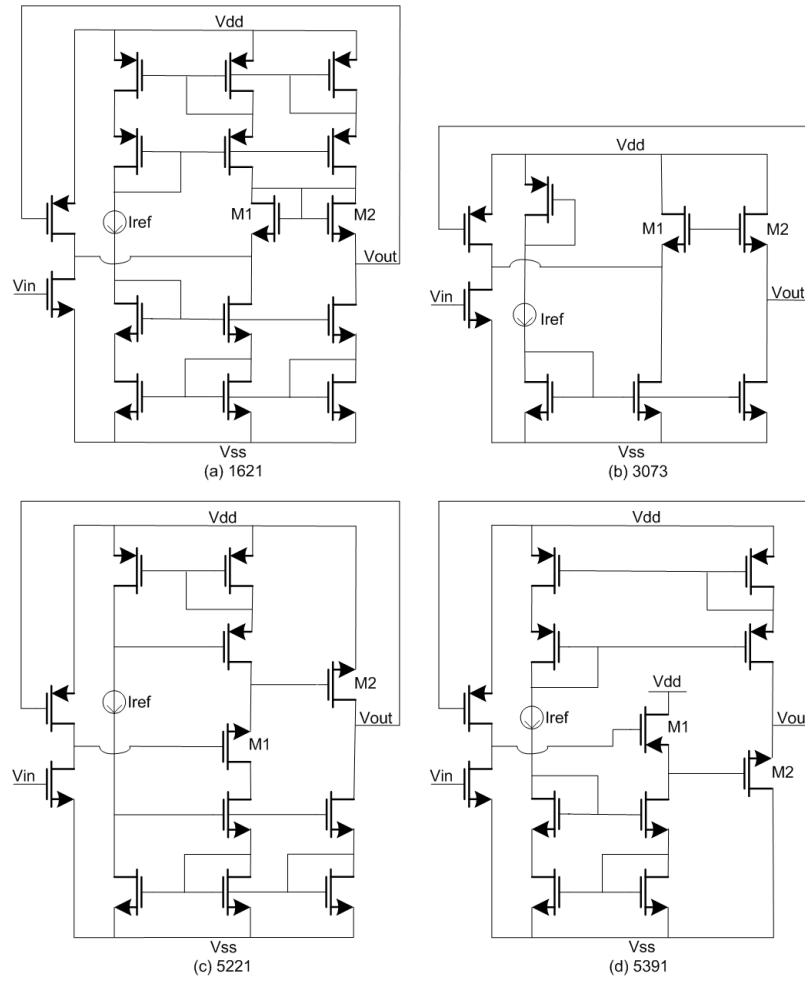 Vdd
M1
M2
Iref
Vout
Vin
Vss
(a) 1621
Vdd
M1
M2
Vout
Vin
Iref
Vss
(b) 3073
Vdd
M2
Iref
Vout
M1
Vin
Vss
(c) 5221
Vdd
Vdd
Iref
M1
Vout
M2
Vin
Vss
(d) 5391